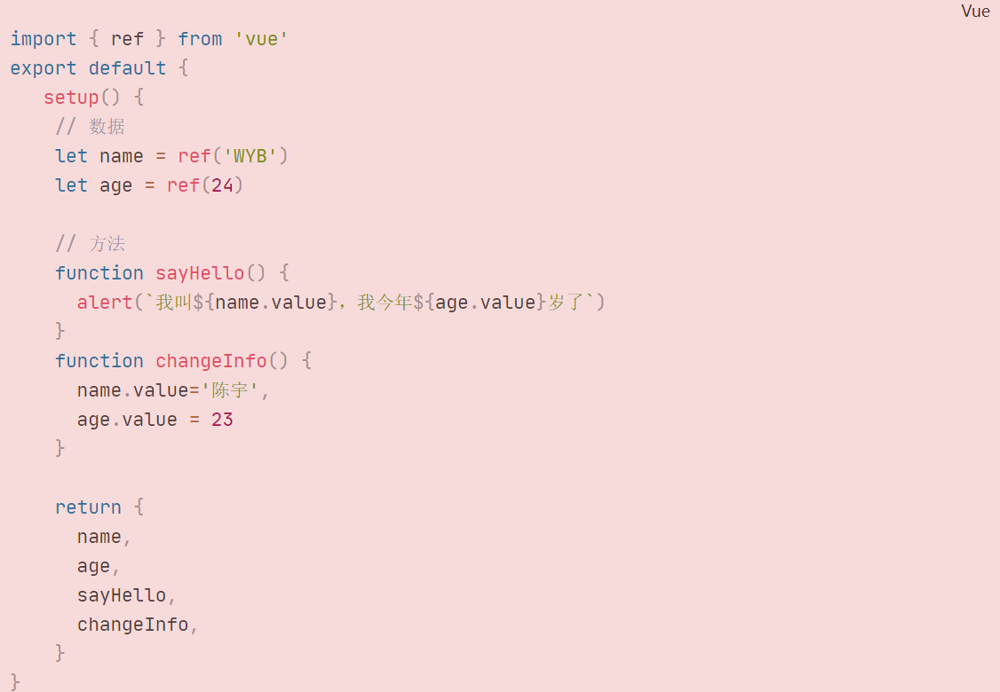 Vue
import { ref } from 'vue'
export default {
   setup() {
    // 数据
    let name = ref('WYB')
    let age = ref(24)

    // 方法
    function sayHello() {
      alert(`我叫${name.value}，我今年${age.value}岁了`)
    }
    function changeInfo() {
      name.value='陈宇',
      age.value = 23
    }

    return {
      name,
      age,
      sayHello,
      changeInfo,
    }
}